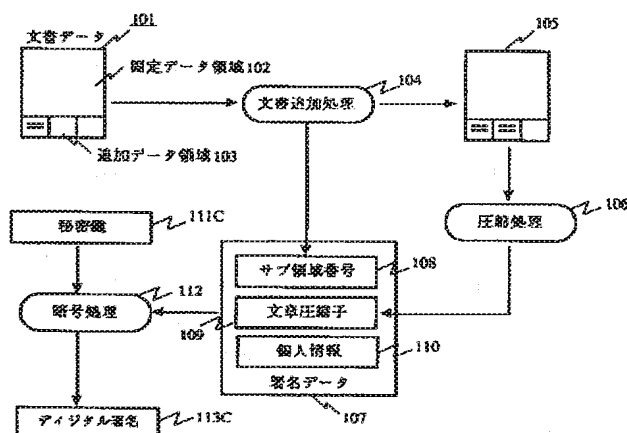 文書データ
101
固定データ領域102
追加データ領域103
文書追加処理
104
105
圧縮処理
106
秘密鍵
111C
サブ領域番号
108
暗号処理
112
109
文章圧縮子
個人情報
110
署名データ
107
ディジタル署名
113C